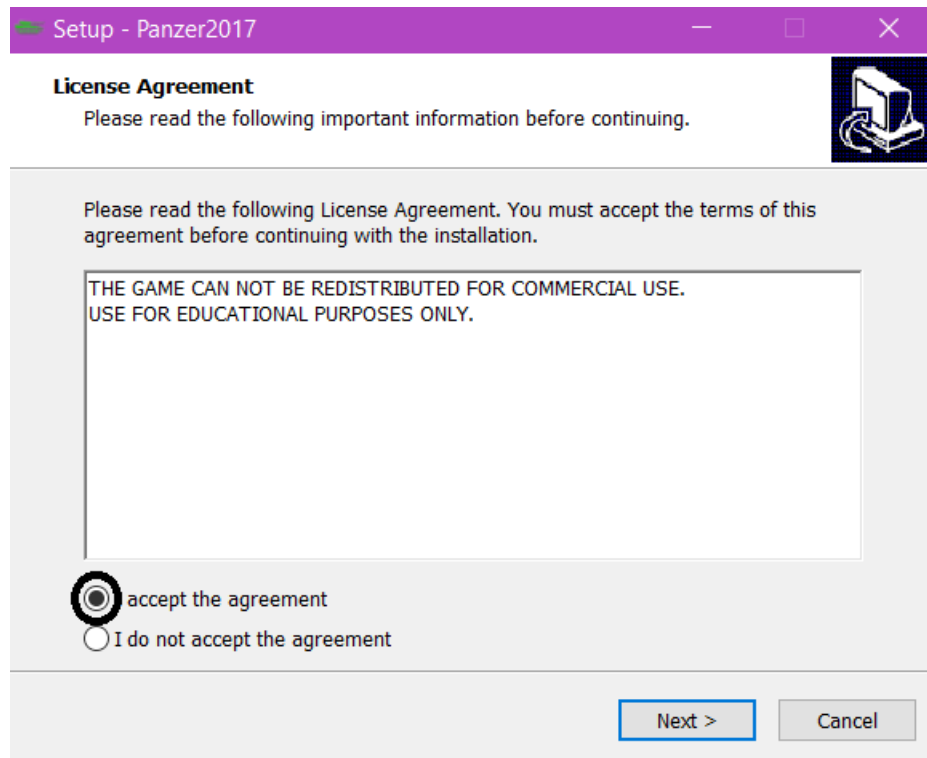 Setup - Panzer2017
License Agreement
Please read the following important information before continuing.
Please read the following License Agreement. You must accept the terms of this
agreement before continuing with the installation.
THE GAME CAN NOT BE REDISTRIBUTED FOR COMMERCIAL USE.
USE FOR EDUCATIONAL PURPOSES ONLY.
accept the agreement
I do not accept the agreement
Next >
Cancel